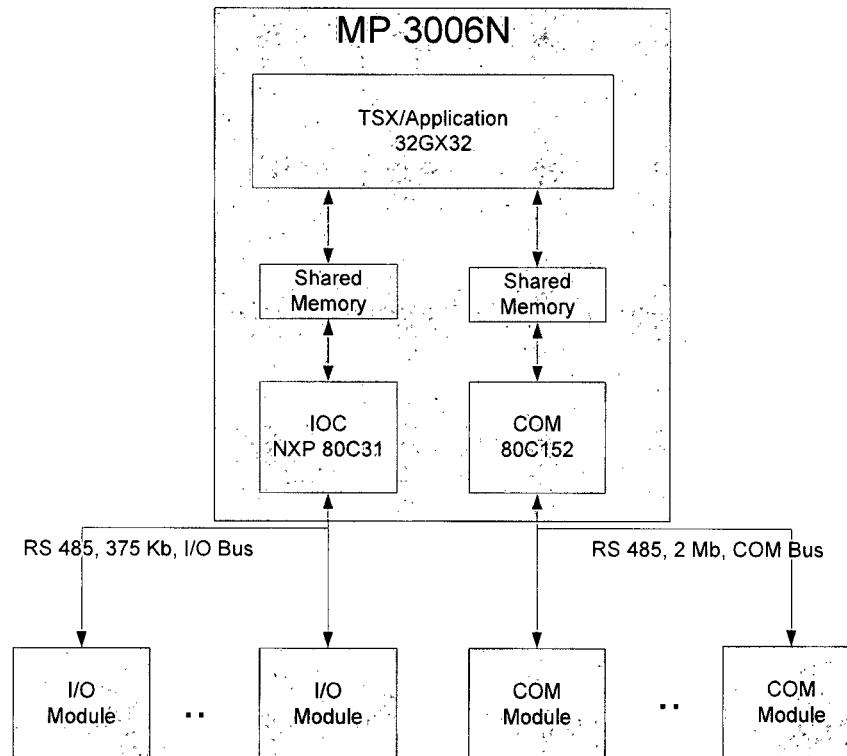 MP 3006N
TSX/Application
32GX32
Shared
Memory
Shared
Memory
IOC
NXP 80C31
COM
80C152
RS 485, 375 Kb, I/O Bus
RS 485, 2 Mb, COM Bus
I/O
Module
..
I/O
Module
COM
Module
..
COM
Module